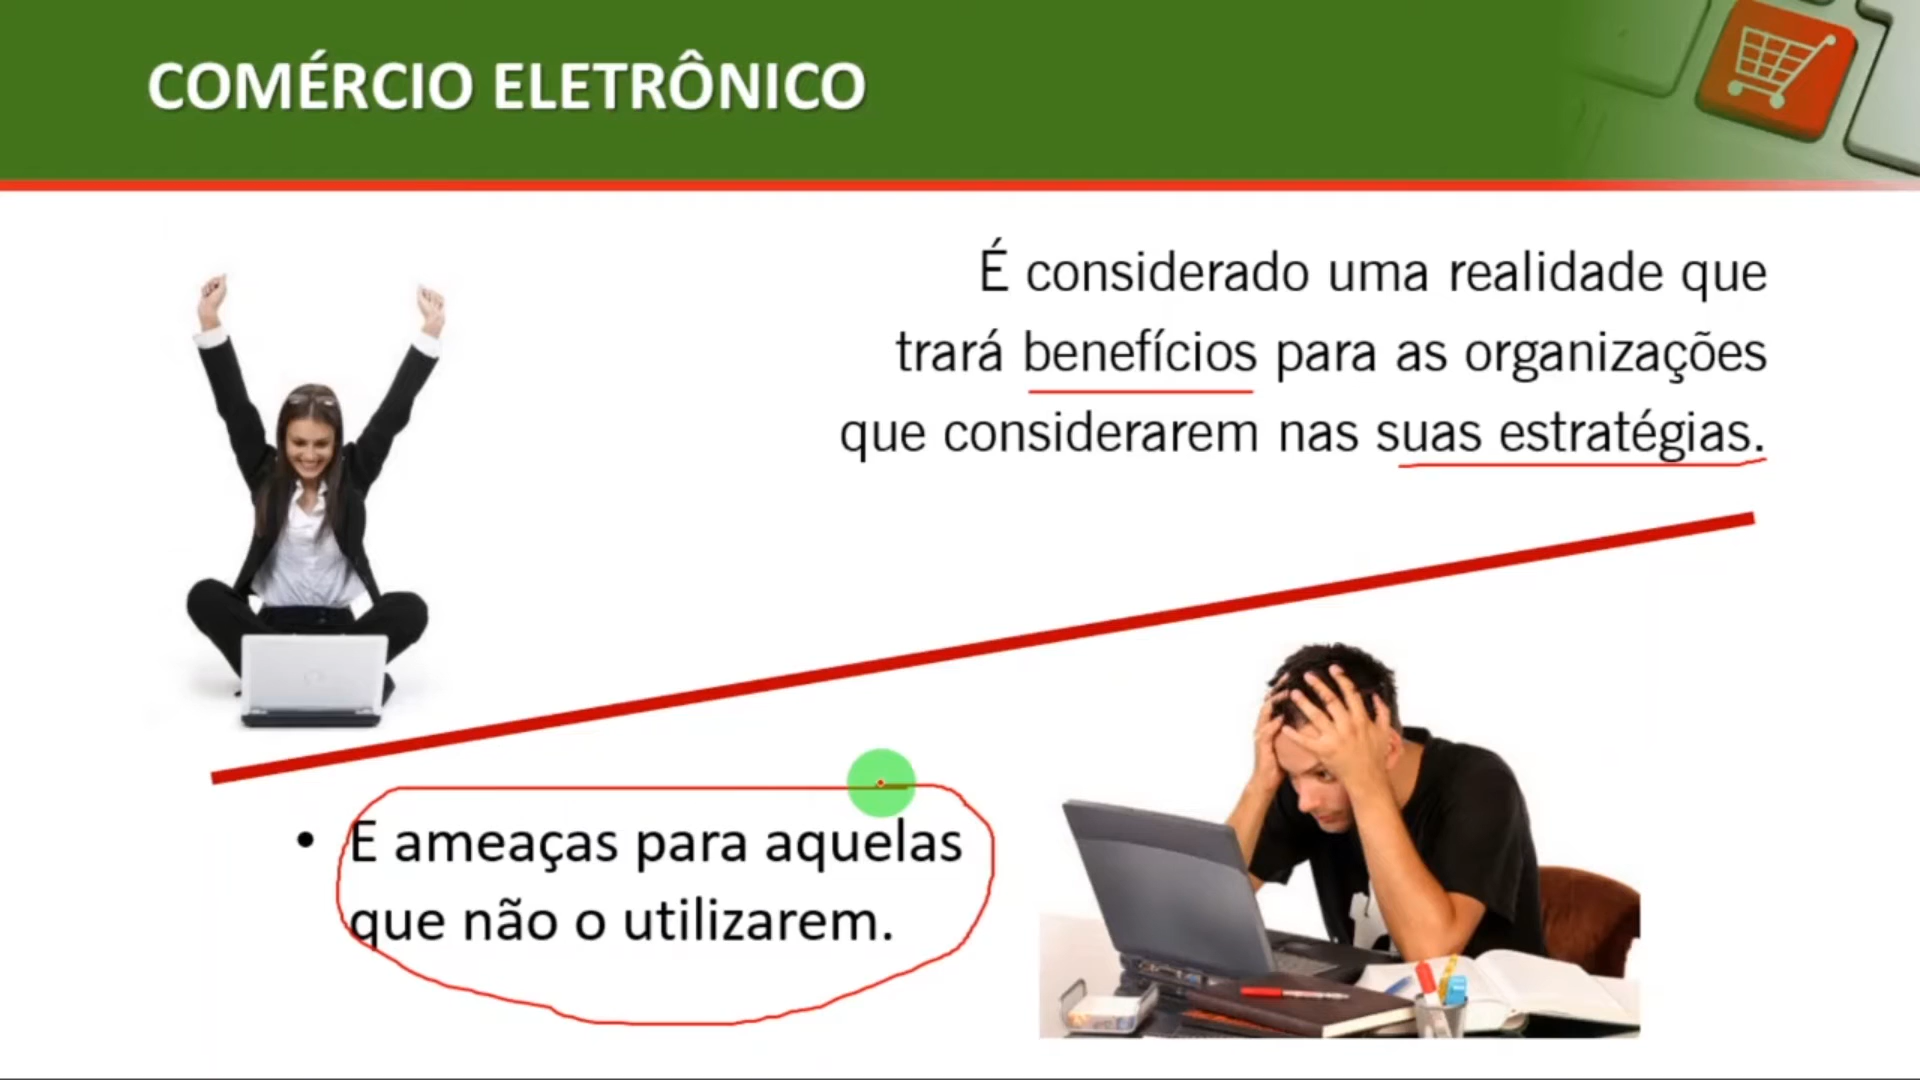 COMÉRCIO ELETRÔNICO
É considerado uma realidade que
trará benefícios para as organizações
que considerarem nas suas estratégias.
• E ameaças para aquelas
que não o utilizarem.